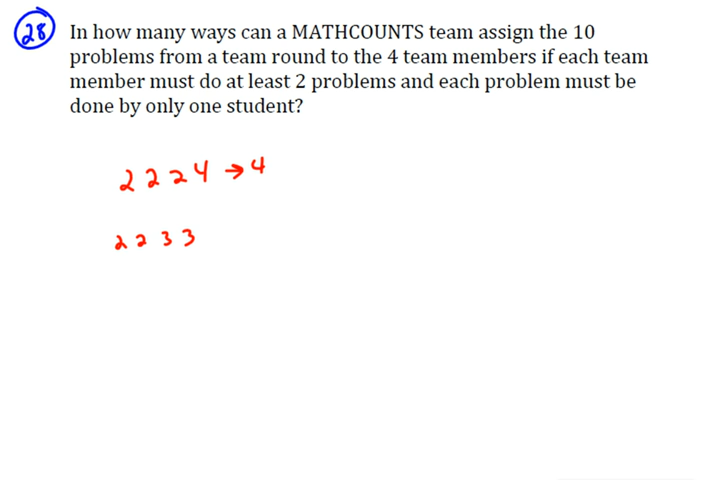 28 In how many ways can a MATHCOUNTS team assign the 10
problems from a team round to the 4 team members if each team
member must do at least 2 problems and each problem must be
done by only one student?
2 2 2 4 → 4
2 2 3 3